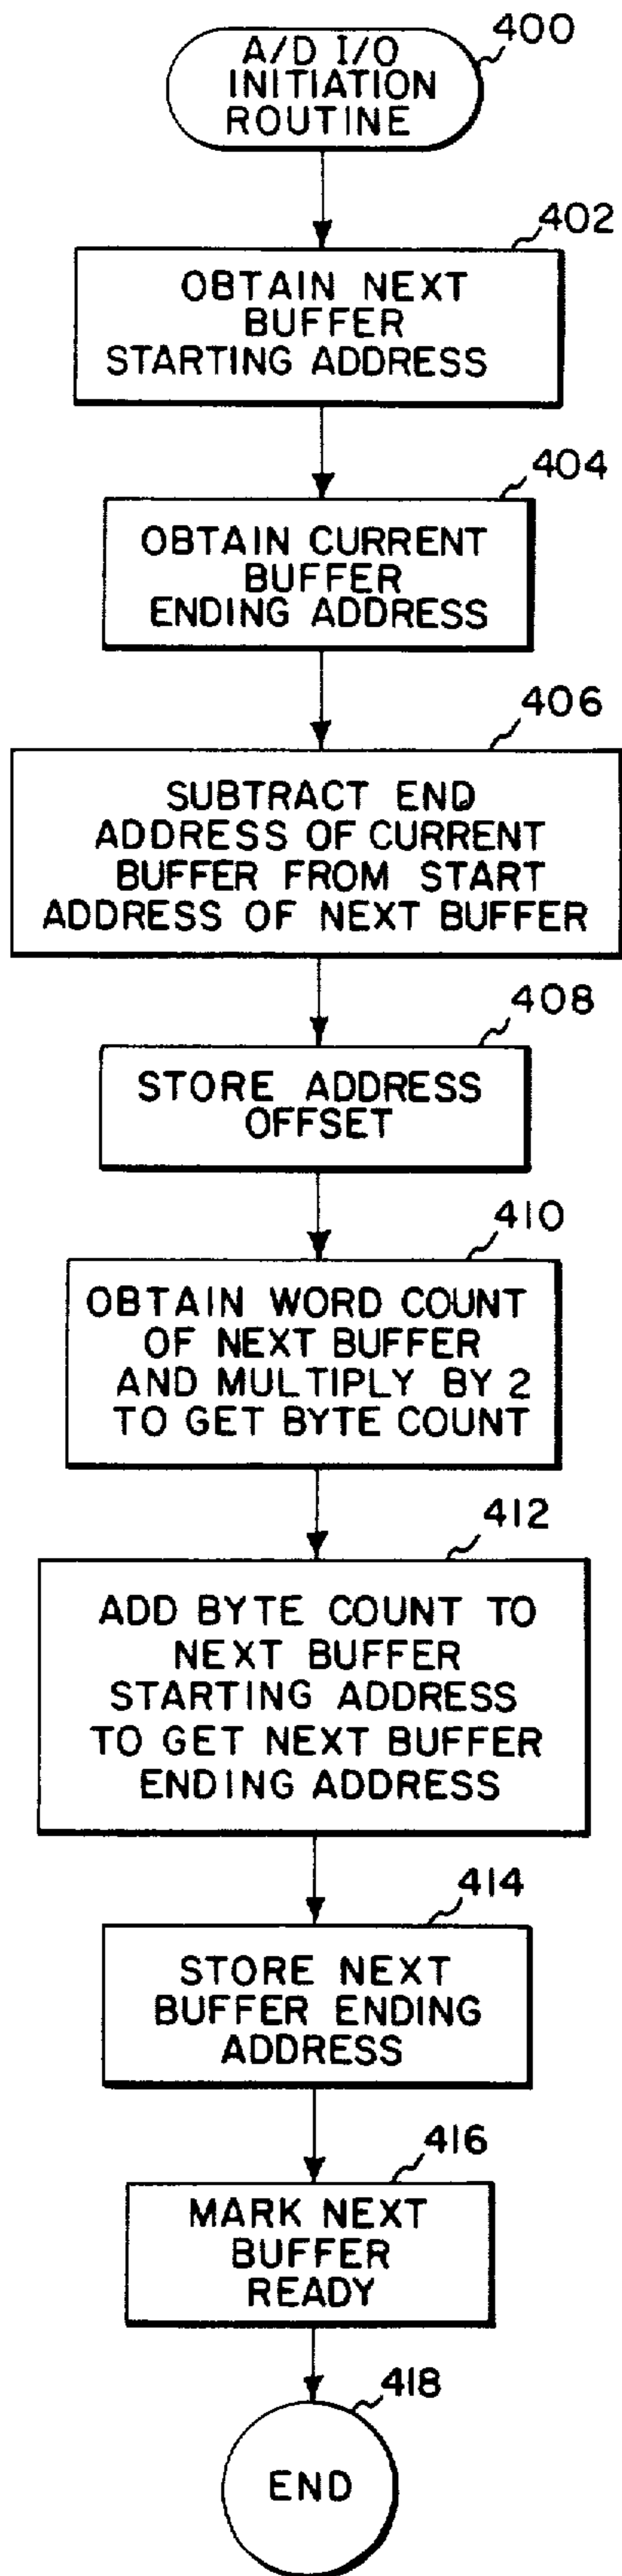 400
A/D I/O
INITIATION
ROUTINE
402
OBTAIN NEXT
BUFFER
STARTING ADDRESS
404
OBTAIN CURRENT
BUFFER
ENDING ADDRESS
406
SUBTRACT END
ADDRESS OF CURRENT
BUFFER FROM START
ADDRESS OF NEXT BUFFER
408
STORE ADDRESS
OFFSET
410
OBTAIN WORD COUNT
OF NEXT BUFFER
AND MULTIPLY BY 2
TO GET BYTE COUNT
412
ADD BYTE COUNT TO
NEXT BUFFER
STARTING ADDRESS
TO GET NEXT BUFFER
ENDING ADDRESS
414
STORE NEXT
BUFFER ENDING
ADDRESS
416
MARK NEXT
BUFFER
READY
418
END